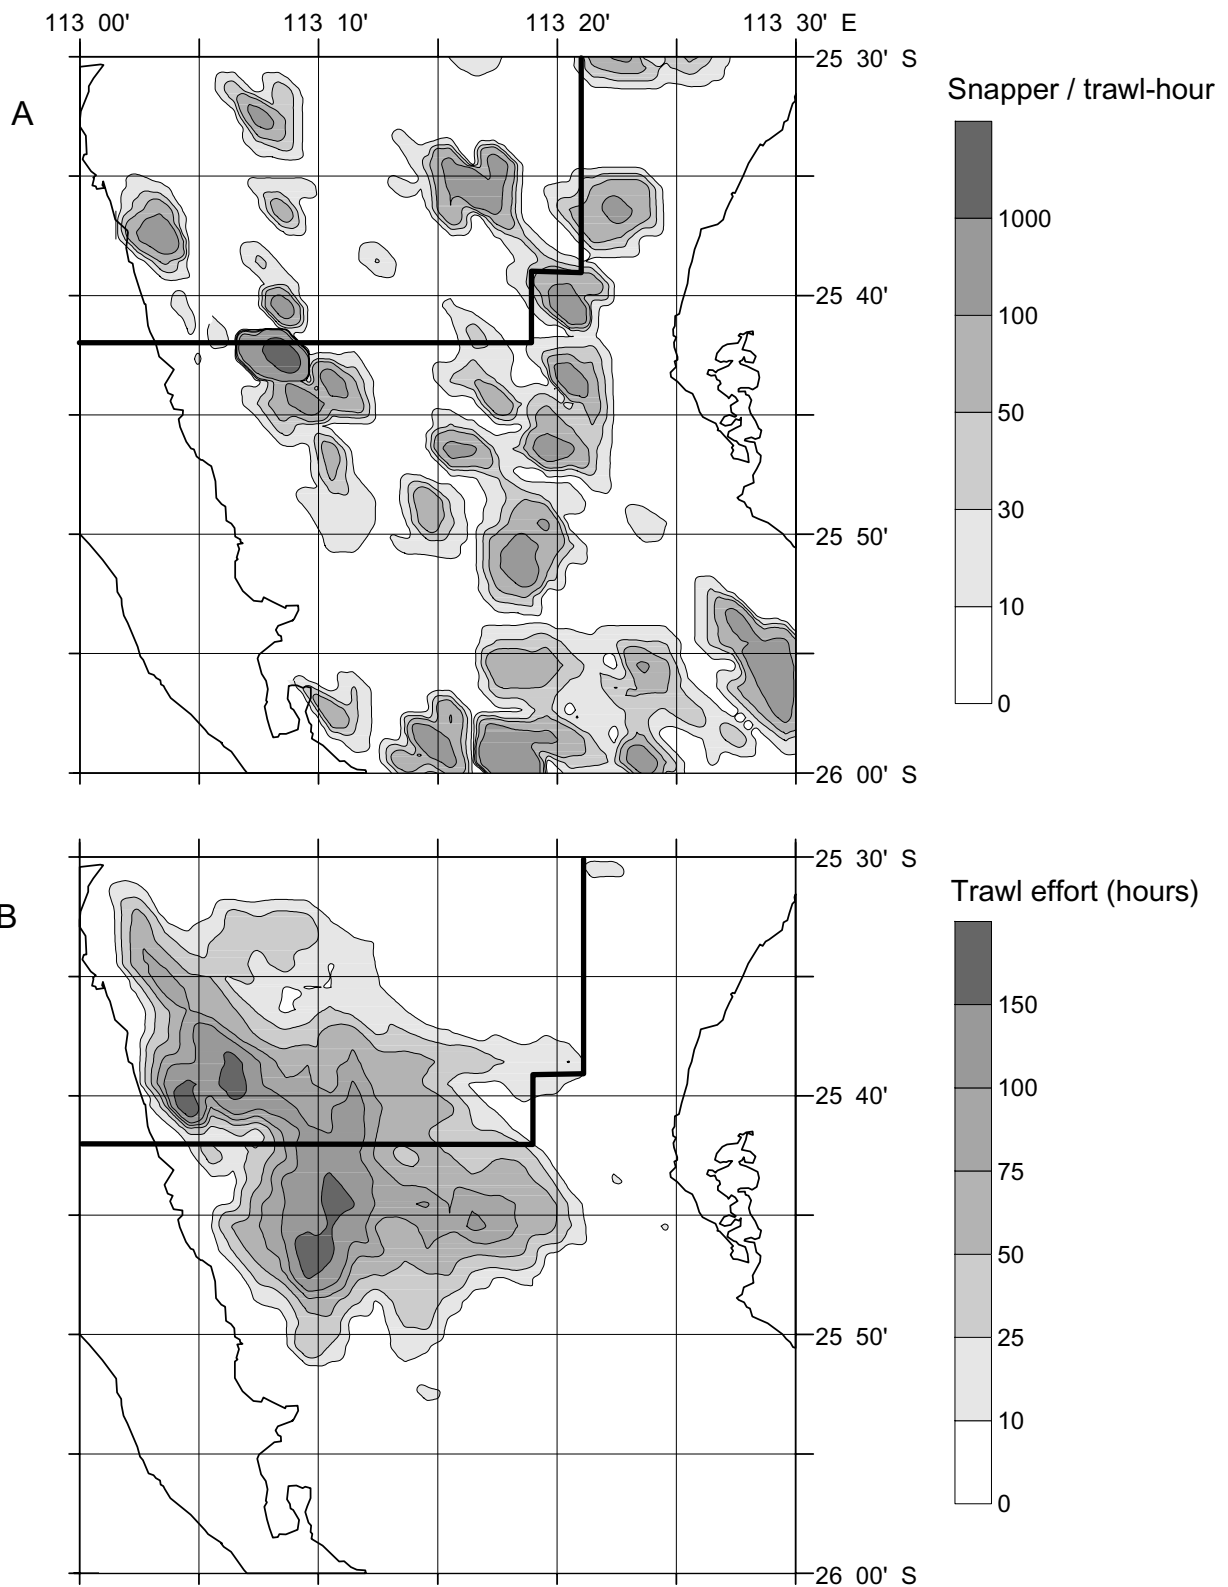 113 00' 113 10' 113 20' 113 30' E
25 30' S
A
Snapper / trawl-hour
1000
100
50
30
10
0
25 40'
25 50'
26 00' S
25 30' S
B
Trawl effort (hours)
150
100
75
50
25
10
0
25 40'
25 50'
26 00' S